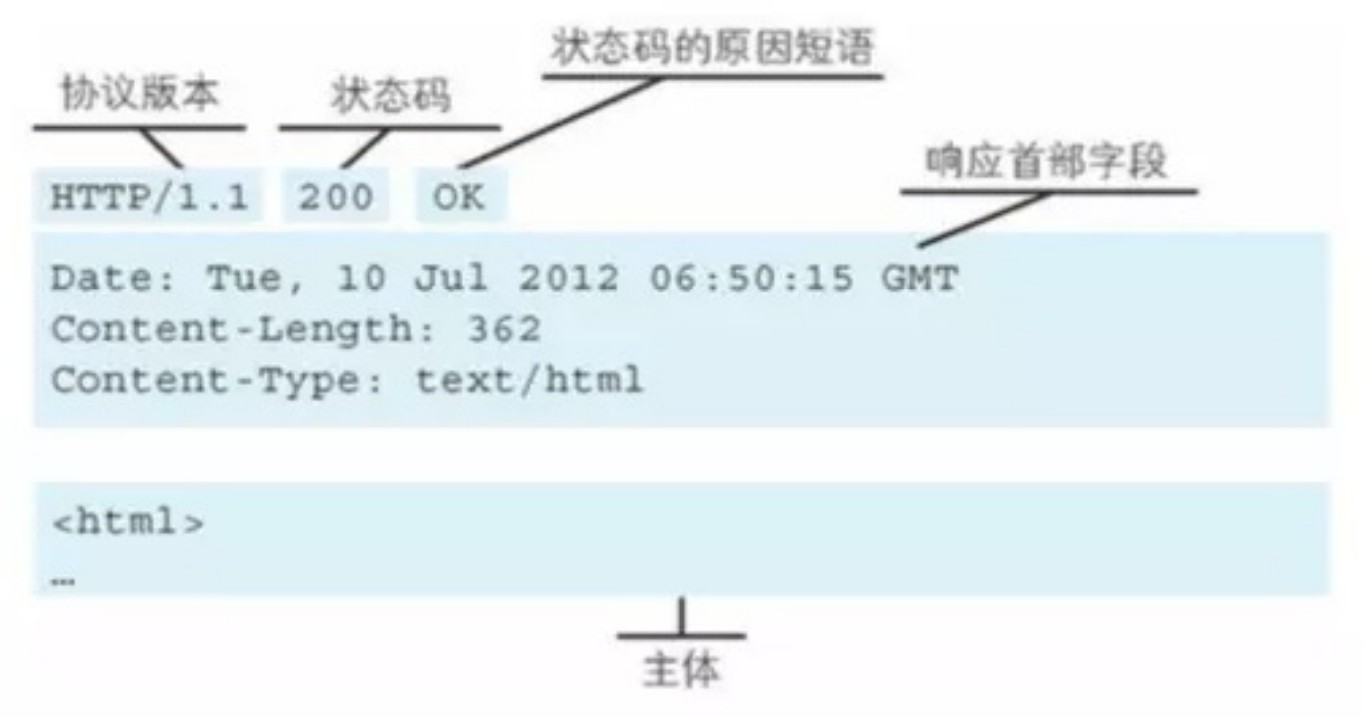 状态码的原因短语
协议版本 状态码
响应首部字段
HTTP/1.1 200 OK
Date: Tue, 10 Jul 2012 06:50:15 GMT
Content-Length: 362
Content-Type: text/html
<html>
…
主体